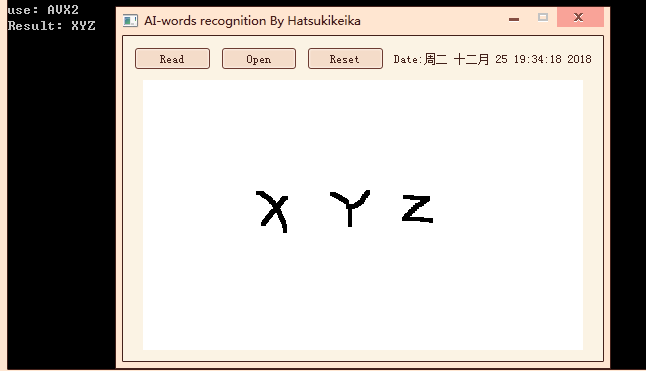 use: AVX2
Result: XYZ
AI-words recognition By Hatsukikeika
Read Open Reset Date:周二 十二月 25 19:34:18 2018
X Y Z